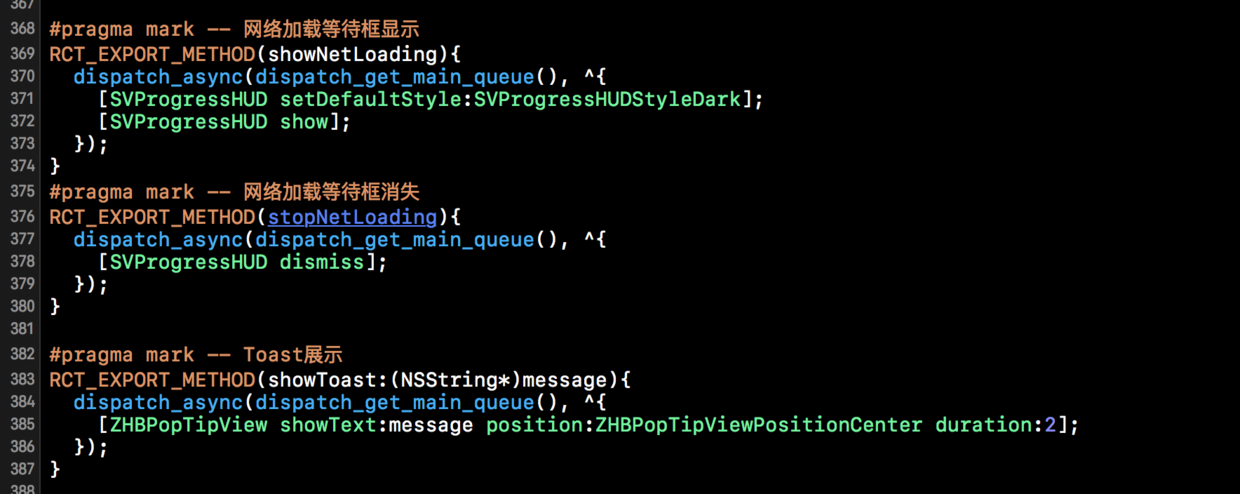 367
368 #pragma mark -- 网络加载等待框显示
369 RCT_EXPORT_METHOD(showNetLoading){
370   dispatch_async(dispatch_get_main_queue(), ^{
371     [SVProgressHUD setDefaultStyle:SVProgressHUDStyleDark];
372     [SVProgressHUD show];
373   });
374 }
375 #pragma mark -- 网络加载等待框消失
376 RCT_EXPORT_METHOD(stopNetLoading){
377   dispatch_async(dispatch_get_main_queue(), ^{
378     [SVProgressHUD dismiss];
379   });
380 }
381
382 #pragma mark -- Toast展示
383 RCT_EXPORT_METHOD(showToast:(NSString*)message){
384   dispatch_async(dispatch_get_main_queue(), ^{
385     [ZHBPopTipView showText:message position:ZHBPopTipViewPositionCenter duration:2];
386   });
387 }
388